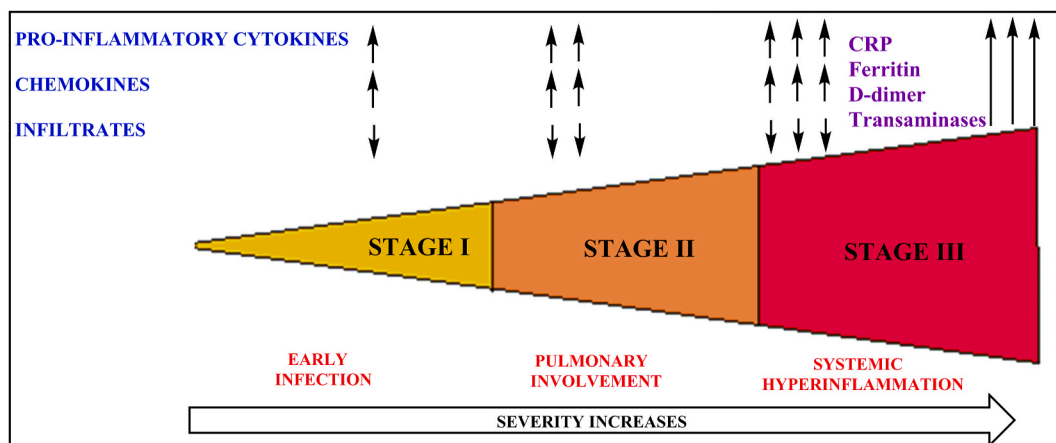 PRO-INFLAMMATORY CYTOKINES
CHEMOKINES
INFILTRATES
CRP
Ferritin
D-dimer
Transaminases
STAGE I
STAGE II
STAGE III
EARLY
INFECTION
PULMONARY
INVOLVEMENT
SYSTEMIC
HYPERINFLAMMATION
SEVERITY INCREASES